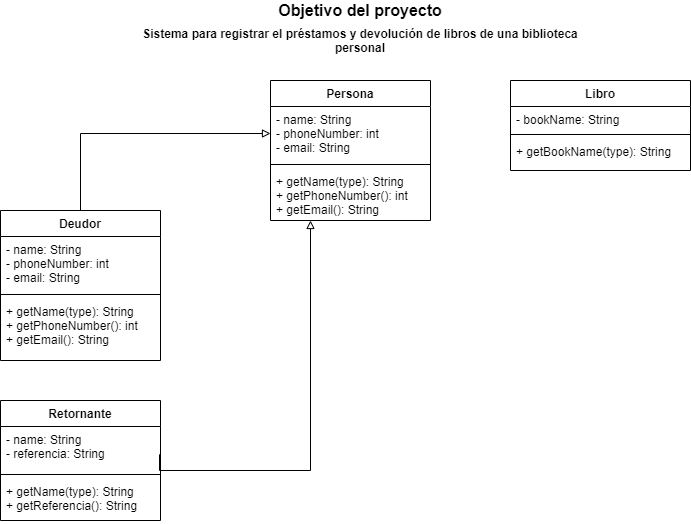 Objetivo del proyecto
Sistema para registrar el préstamos y devolución de libros de una biblioteca
personal
Persona
- name: String
- phoneNumber: int
- email: String
+ getName(type): String
+ getPhoneNumber(): int
+ getEmail(): String
Libro
- bookName: String
+ getBookName(type): String
Deudor
- name: String
- phoneNumber: int
- email: String
+ getName(type): String
+ getPhoneNumber(): int
+ getEmail(): String
Retornante
- name: String
- referencia: String
+ getName(type): String
+ getReferencia(): String